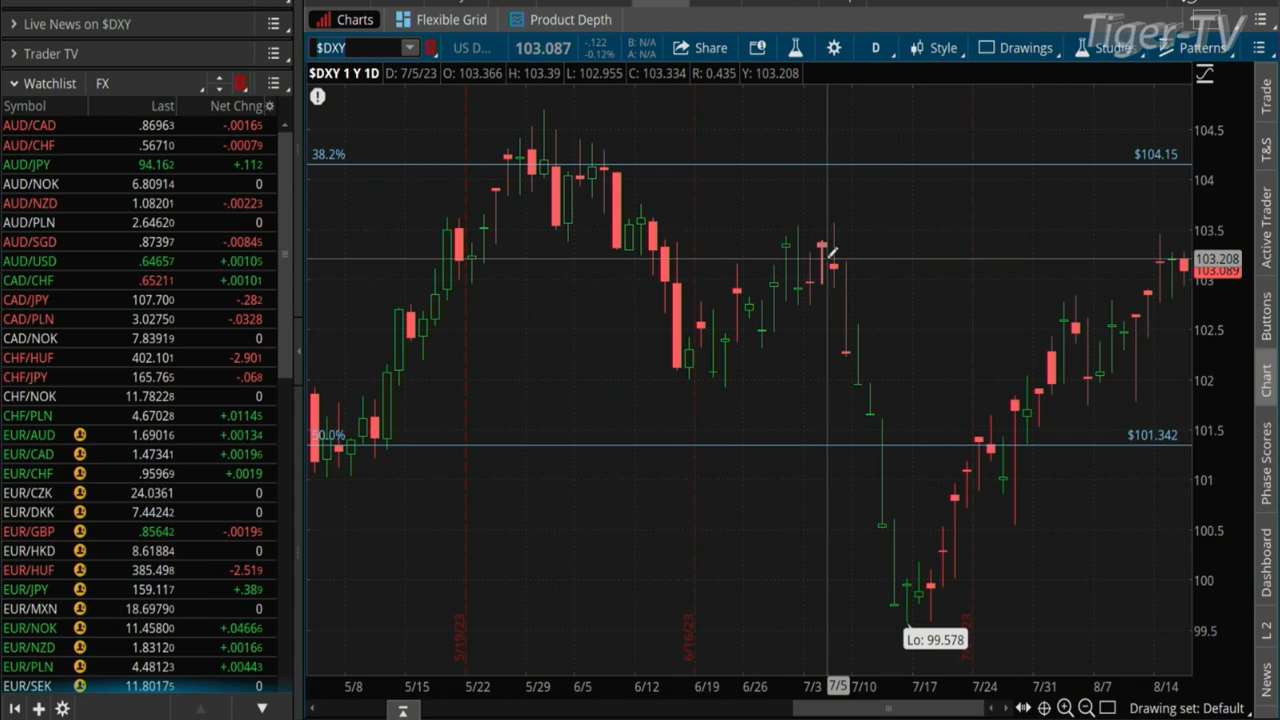 Live News on $DXY
Trader TV
Watchlist FX
Symbol Last Net Chng
AUD/CAD .86963 -.00165
AUD/CHF .56710 -.00079
AUD/JPY 94.162 +.112
AUD/NOK 6.80914 0
AUD/NZD 1.08201 -.00223
AUD/PLN 2.64620 0
AUD/SGD .87397 -.00845
AUD/USD .64657 +.00105
CAD/CHF .65211 +.00101
CAD/JPY 107.700 -.282
CAD/PLN 3.02750 -.0328
CAD/NOK 7.83919 0
CHF/HUF 402.101 -2.901
CHF/JPY 165.765 -.068
CHF/NOK 11.78228 0
CHF/PLN 4.67028 +.01145
EUR/AUD 1.69016 +.00134
EUR/CAD 1.47341 +.00196
EUR/CHF .95969 +.0019
EUR/CZK 24.0361 0
EUR/DKK 7.44242 0
EUR/GBP .85642 -.00195
EUR/HKD 8.61884 0
EUR/HUF 385.498 -2.519
EUR/JPY 159.117 +.389
EUR/MXN 18.69790 0
EUR/NOK 11.45800 +.04666
EUR/NZD 1.83120 +.00166
EUR/PLN 4.48123 +.00443
EUR/SEK 11.80175 0
Charts Flexible Grid Product Depth
Tiger-TV
$DXY US D... 103.087 -.122 -0.12% B: N/A A: N/A Share D Style Drawings Studies Patterns
$DXY 1 Y 1D D: 7/5/23 O: 103.366 H: 103.39 L: 102.955 C: 103.334 R: 0.435 Y: 103.208
38.2% $104.15
50.0% $101.342
Lo: 99.578
5/19/23
6/16/23
104.5
104
103.5
103.208
103.089
103
102.5
102
101.5
101
100.5
100
99.5
5/8 5/15 5/22 5/29 6/5 6/12 6/19 6/26 7/3 7/5 7/10 7/17 7/24 7/31 8/7 8/14
Drawing set: Default
Trade
T&S
Active Trader
Buttons
Chart
Phase Scores
Dashboard
L 2
News